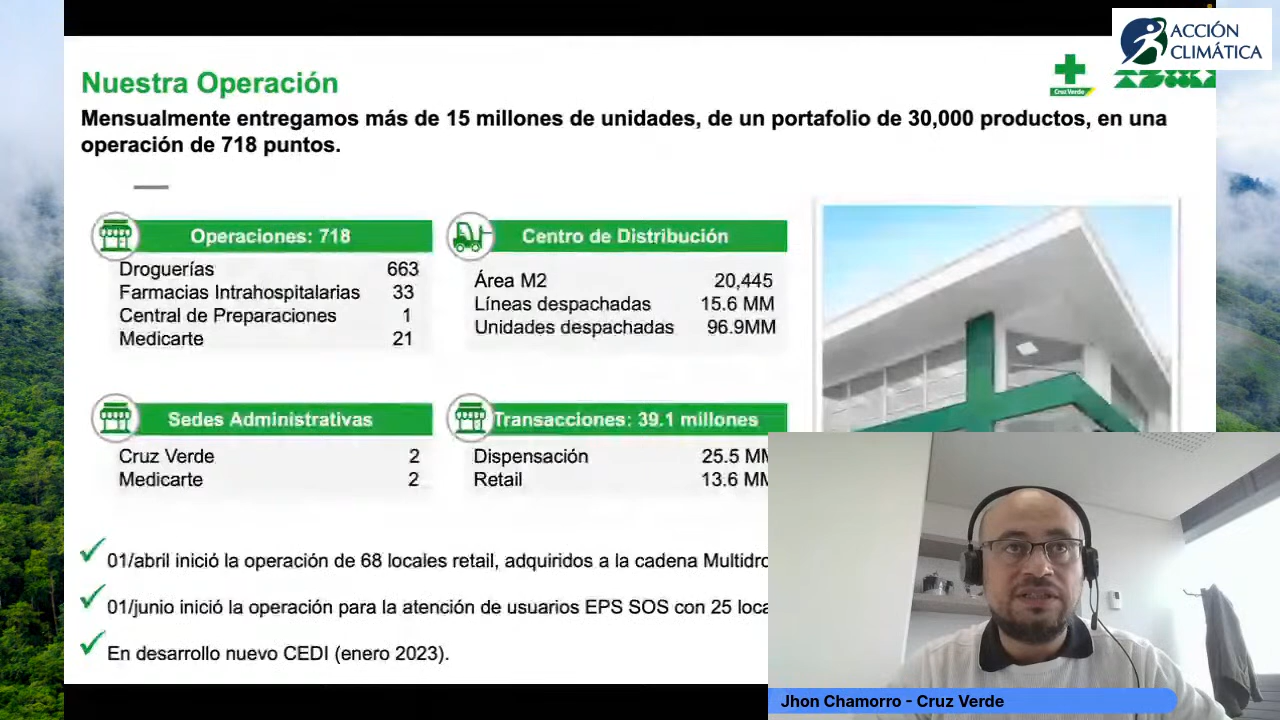 ACCIÓN
CLIMÁTICA
Nuestra Operación
Cruz Verde
Mensualmente entregamos más de 15 millones de unidades, de un portafolio de 30,000 productos, en una
operación de 718 puntos.
Operaciones: 718
Droguerías 663
Farmacias Intrahospitalarias 33
Central de Preparaciones 1
Medicarte 21
Centro de Distribución
Área M2 20,445
Líneas despachadas 15.6 MM
Unidades despachadas 96.9MM
Sedes Administrativas
Cruz Verde 2
Medicarte 2
Transacciones: 39.1 millones
Dispensación 25.5 MM
Retail 13.6 MM
01/abril inició la operación de 68 locales retail, adquiridos a la cadena Multidro
01/junio inició la operación para la atención de usuarios EPS SOS con 25 loca
En desarrollo nuevo CEDI (enero 2023).
Jhon Chamorro - Cruz Verde